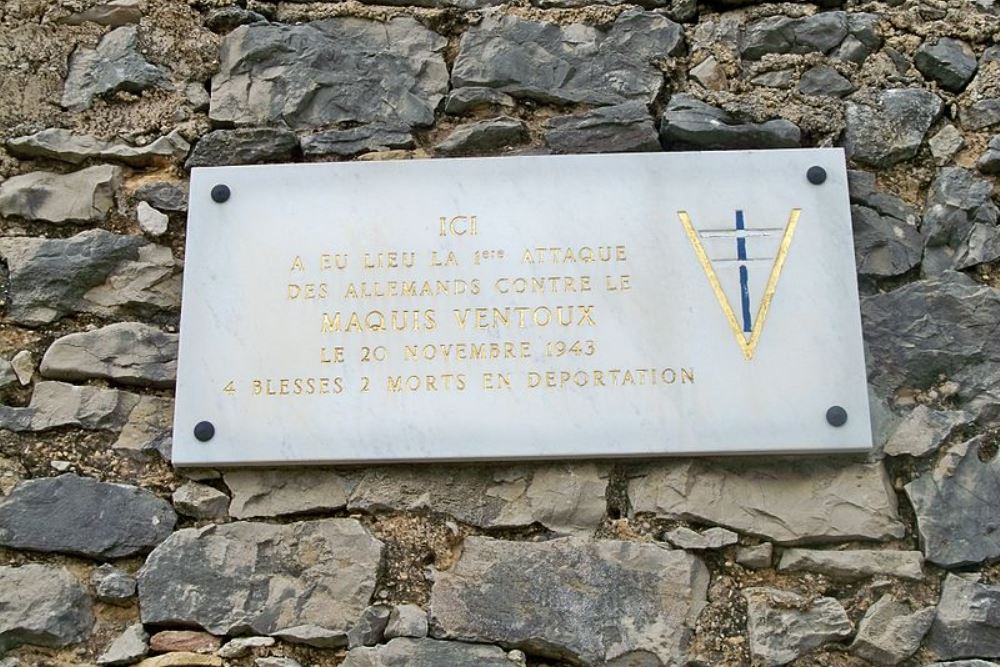 ICI
A EU LIEU LA 1ère ATTAQUE
DES ALLEMANDS CONTRE LE
MAQUIS VENTOUX
LE 20 NOVEMBRE 1943
4 BLESSES 2 MORTS EN DEPORTATION